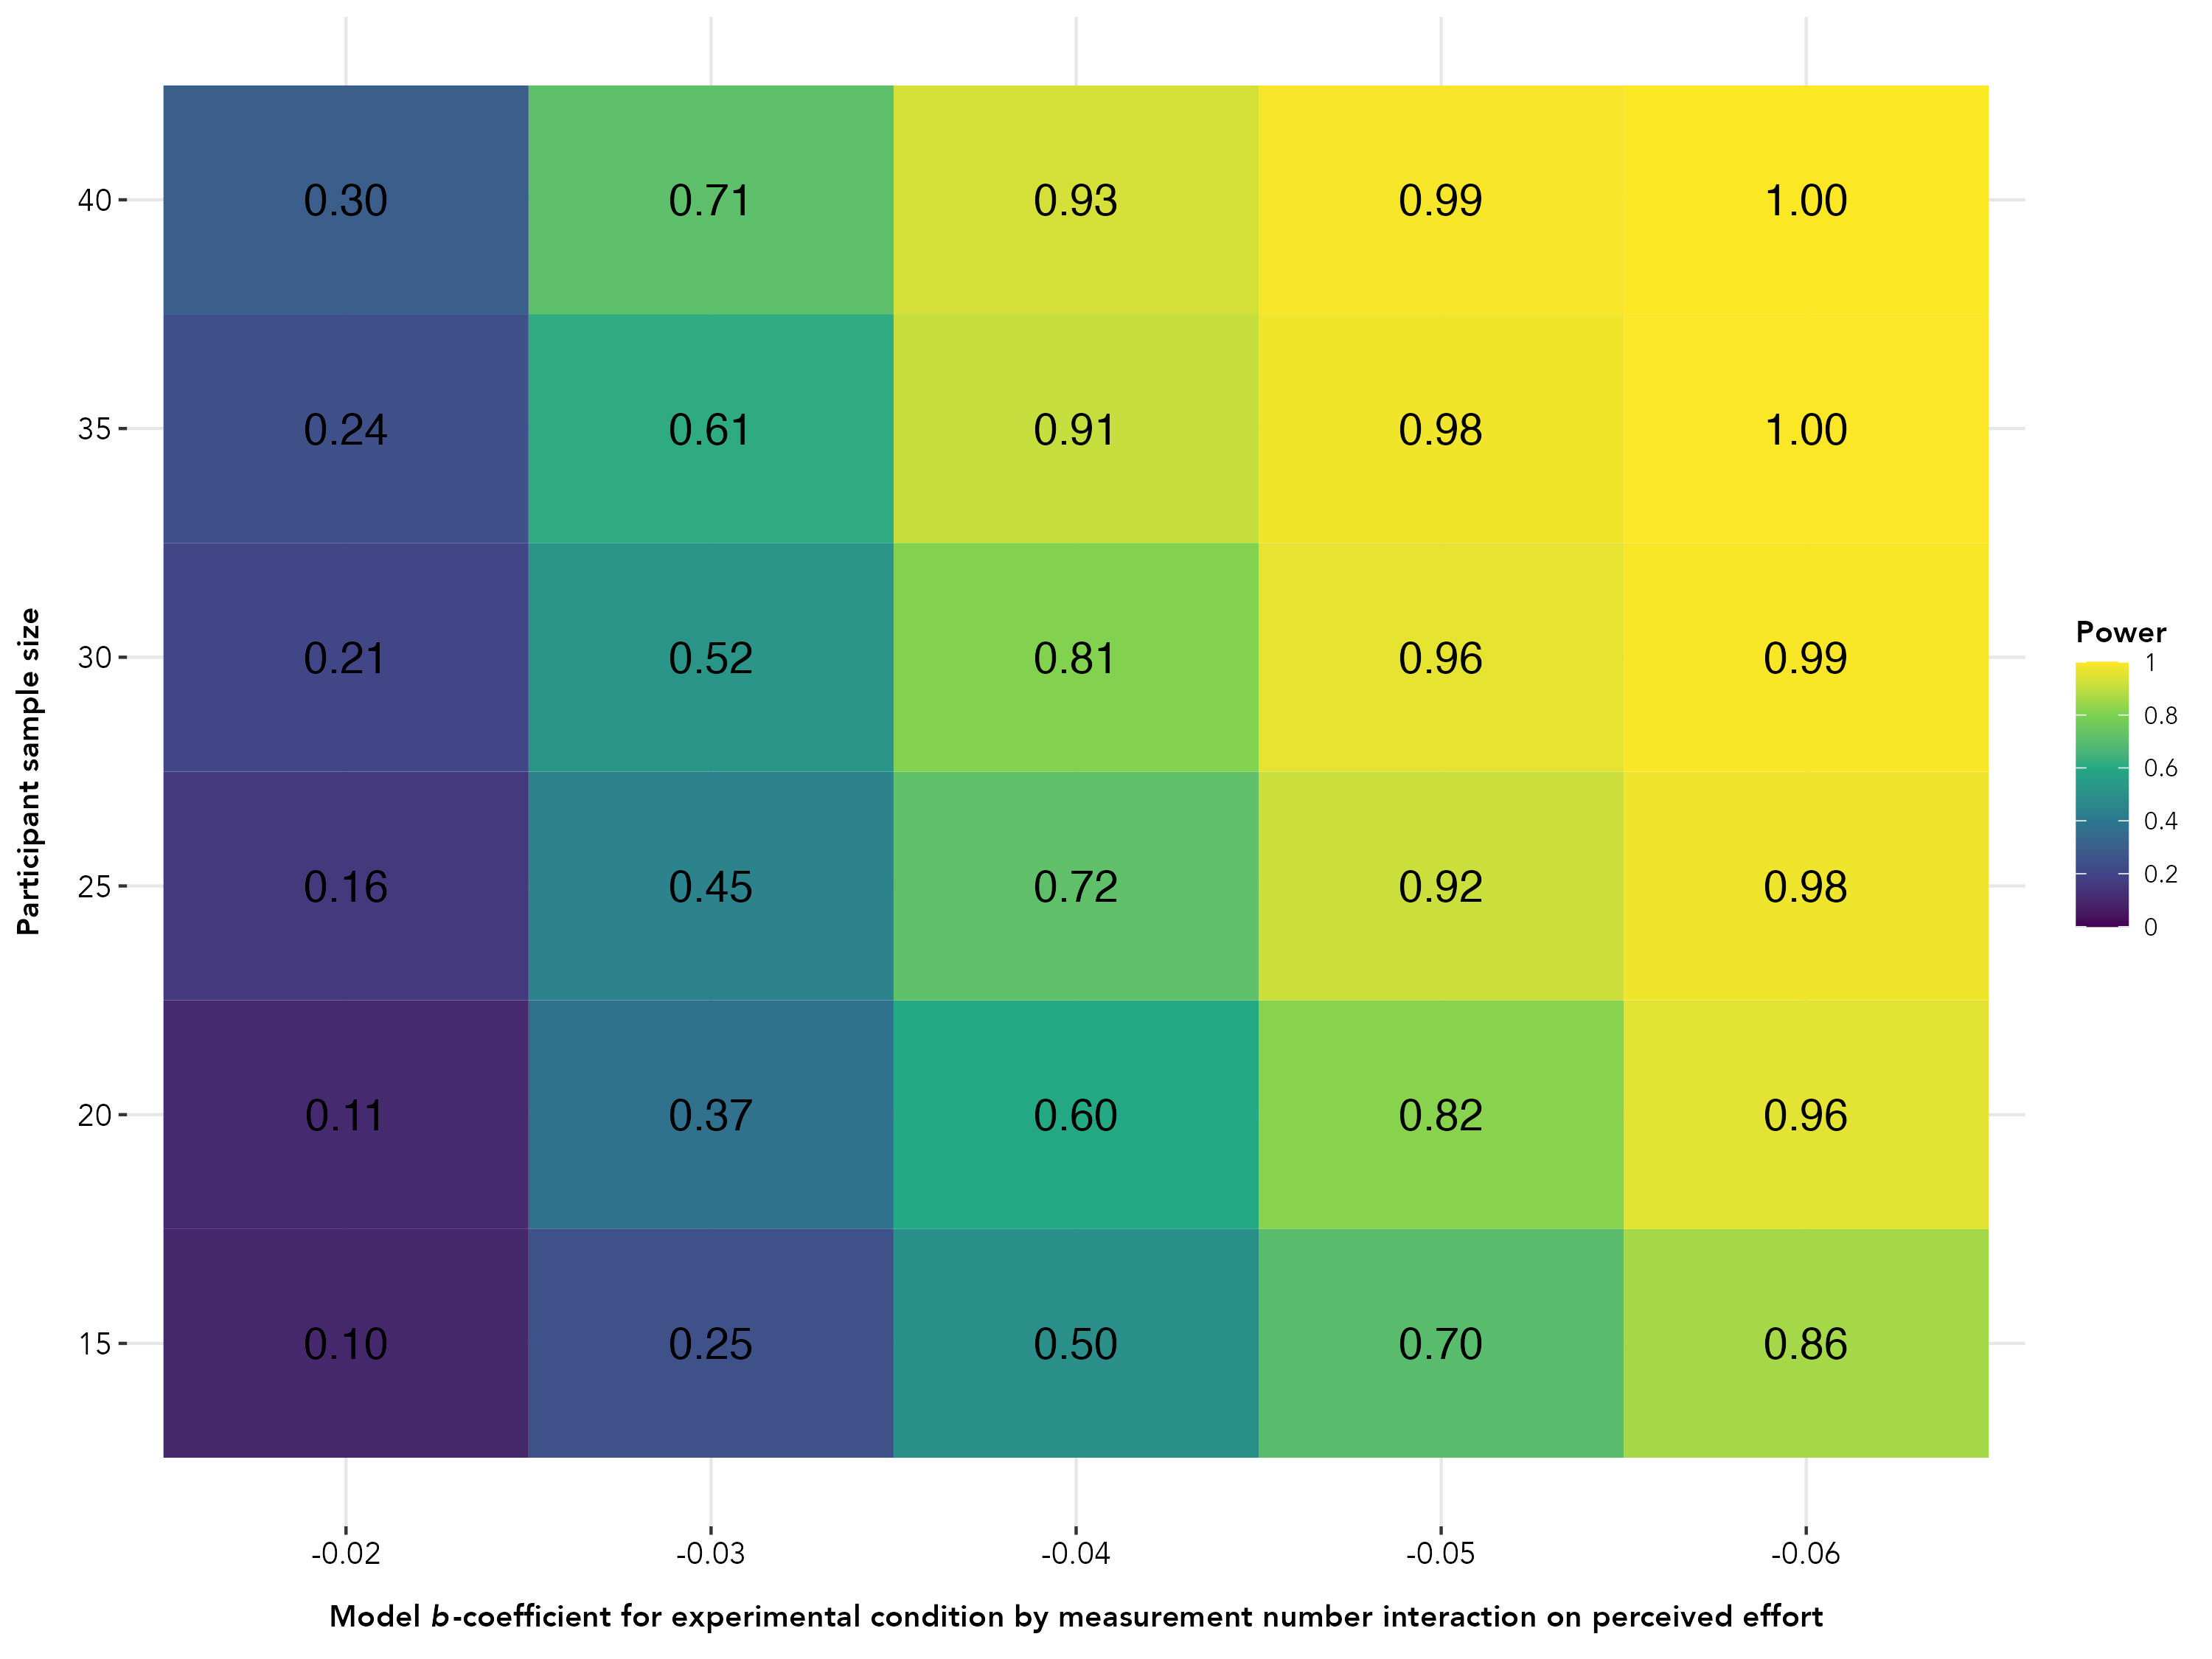 40 0.30 0.71 0.93 0.99 1.00
35 0.24 0.61 0.91 0.98 1.00
30 0.21 0.52 0.81 0.96 0.99
25 0.16 0.45 0.72 0.92 0.98
20 0.11 0.37 0.60 0.82 0.96
15 0.10 0.25 0.50 0.70 0.86
-0.02 -0.03 -0.04 -0.05 -0.06
Model b-coefficient for experimental condition by measurement number interaction on perceived effort
Participant sample size
Power
1
0.8
0.6
0.4
0.2
0